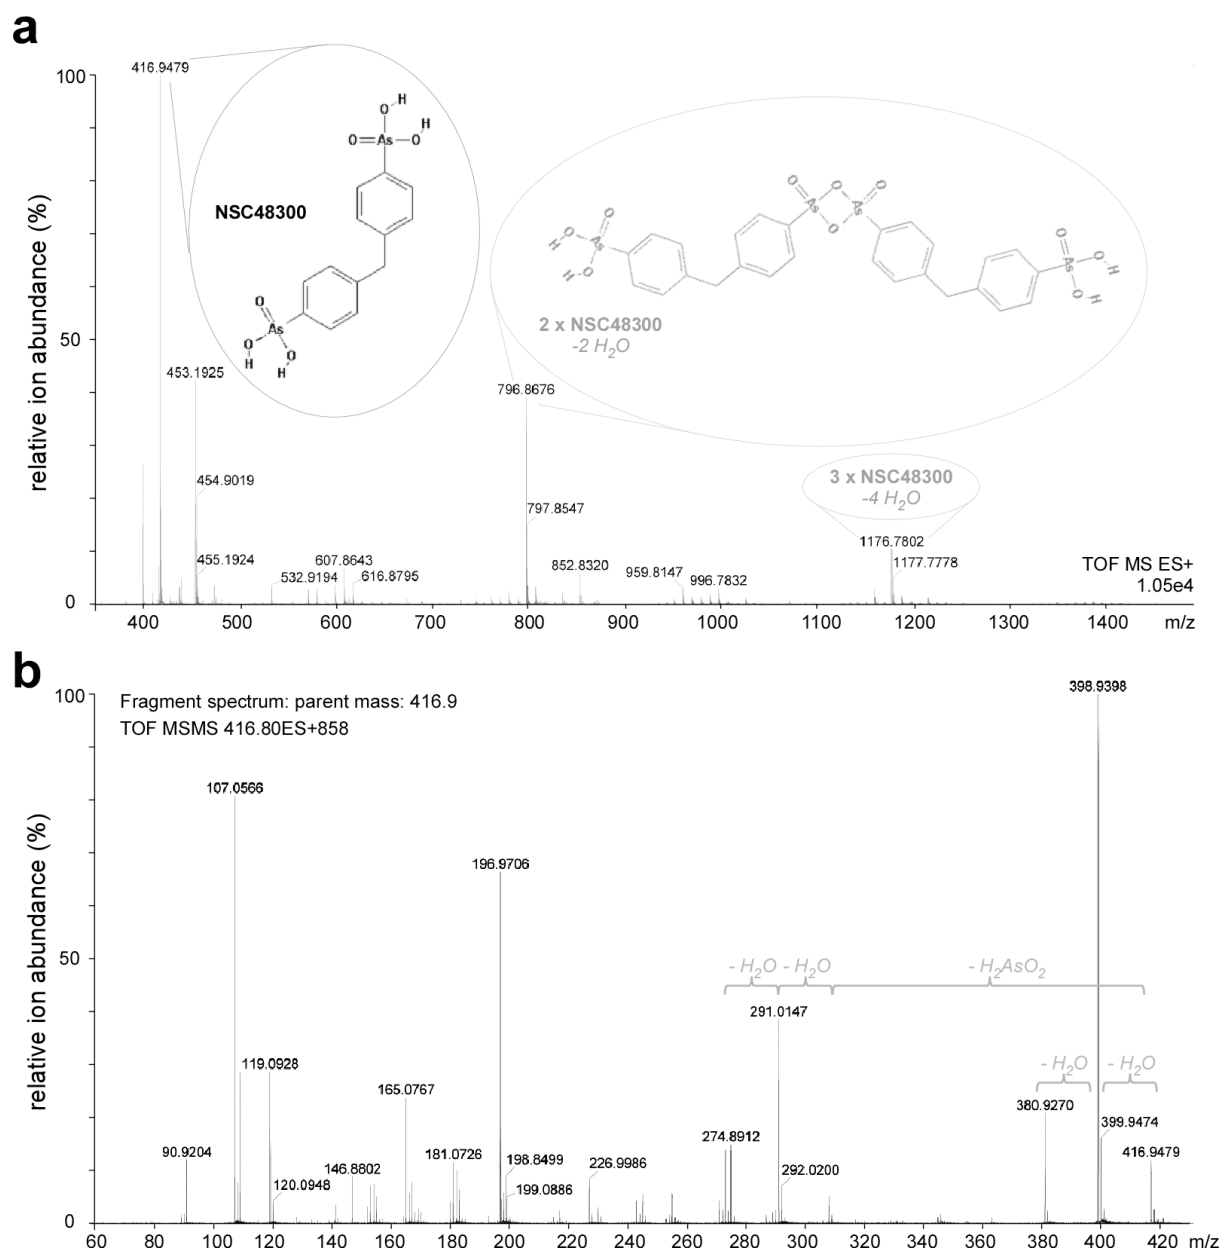 a
416.9479
100
NSC48300
H
O
H
O
As
O
O
As
O
H
O
H
O
O
O
As
As
O
O
H
O
As
H
O
O
As
O
H
O
H
2 x NSC48300
-2 H2O
relative ion abundance (%)
50
453.1925
796.8676
454.9019
797.8547
3 x NSC48300
-4 H2O
1176.7802
1177.7778
455.1924
532.9194
607.8643
616.8795
852.8320
959.8147
996.7832
TOF MS ES+
1.05e4
0
400 500 600 700 800 900 1000 1100 1200 1300 1400 m/z
b
100
Fragment spectrum: parent mass: 416.9
TOF MSMS 416.80ES+858
398.9398
107.0566
196.9706
relative ion abundance (%)
50
- H2O - H2O - H2AsO2
291.0147
119.0928
- H2O - H2O
165.0767
380.9270
399.9474
274.8912
90.9204
181.0726
416.9479
146.8802
198.8499
226.9986
292.0200
120.0948
199.0886
0
60 80 100 120 140 160 180 200 220 240 260 280 300 320 340 360 380 400 420 m/z